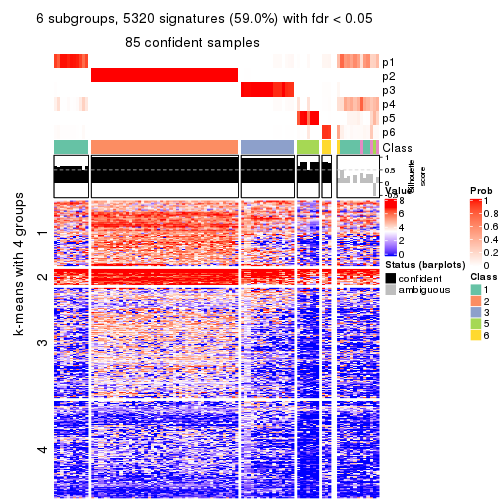 6 subgroups, 5320 signatures (59.0%) with fdr < 0.05
85 confident samples
p1
p2
p3
p4
p5
p6
Class
1
0.5
0
-0.5
Silhouette
score
k-means with 4 groups
1
2
3
4
Value
8
6
4
2
0
Status (barplots)
confident
ambiguous
Prob
1
0.8
0.6
0.4
0.2
0
Class
1
2
3
5
6